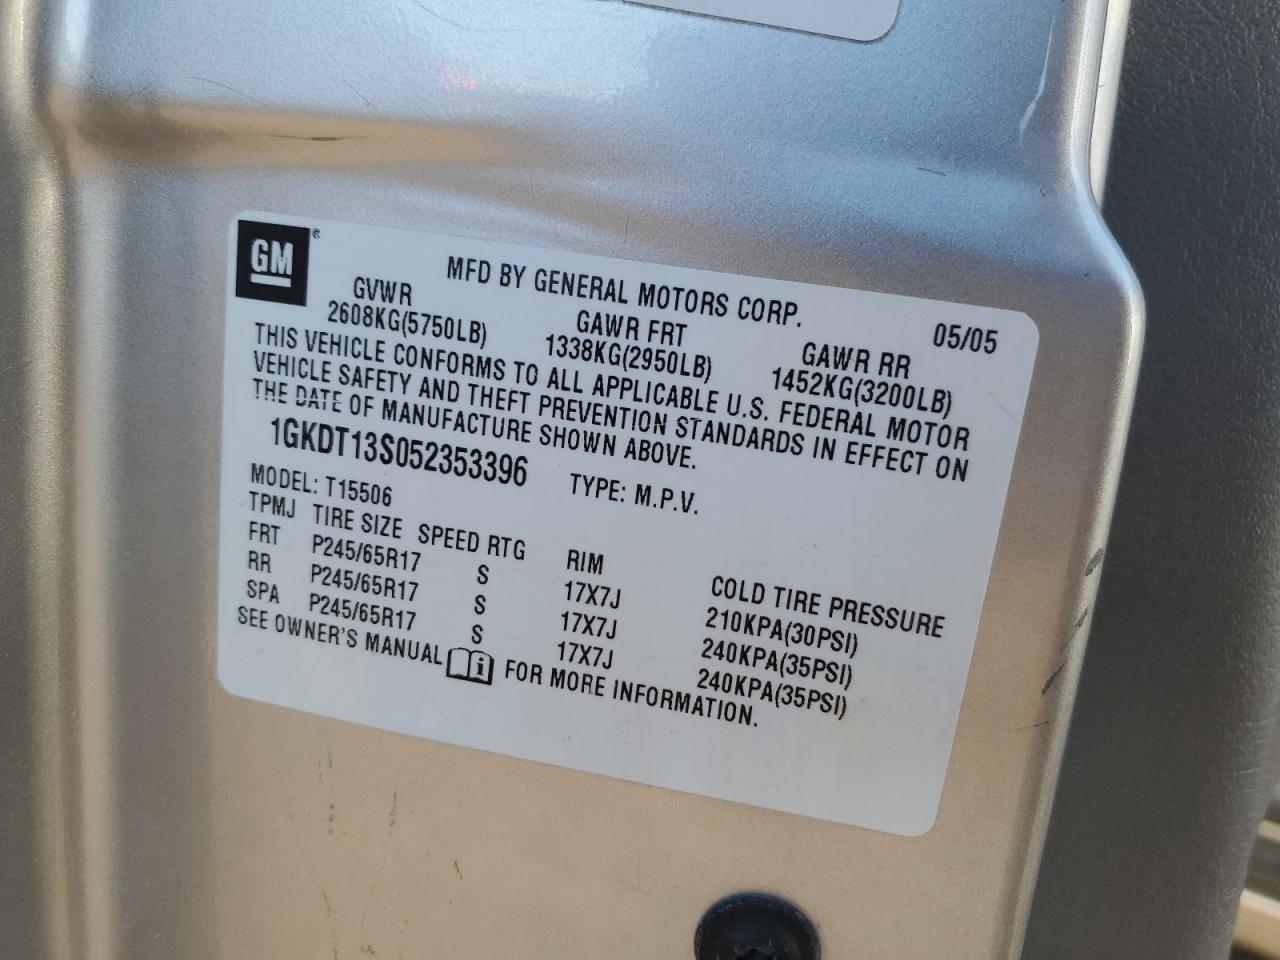 GM®
MFD BY GENERAL MOTORS CORP. 05/05
GVWR GAWR FRT GAWR RR
2608KG(5750LB) 1338KG(2950LB) 1452KG(3200LB)
THIS VEHICLE CONFORMS TO ALL APPLICABLE U.S. FEDERAL MOTOR
VEHICLE SAFETY AND THEFT PREVENTION STANDARDS IN EFFECT ON
THE DATE OF MANUFACTURE SHOWN ABOVE.
1GKDT13S052353396 TYPE: M.P.V.
MODEL: T15506
TPMJ TIRE SIZE SPEED RTG RIM COLD TIRE PRESSURE
FRT P245/65R17 S 17X7J 210KPA(30PSI)
RR P245/65R17 S 17X7J 240KPA(35PSI)
SPA P245/65R17 S 17X7J 240KPA(35PSI)
SEE OWNER'S MANUAL i FOR MORE INFORMATION.